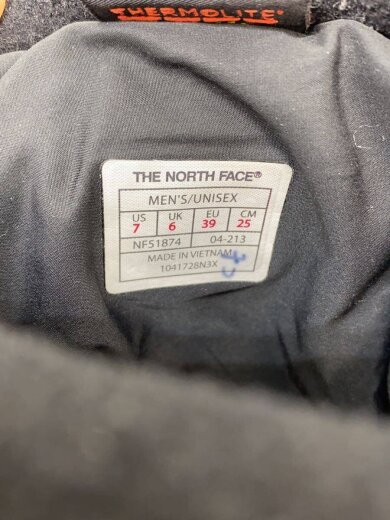 THERMOLITE®
THE NORTH FACE®
MEN'S/UNISEX
US UK EU CM
7 6 39 25
NF51874 04-213
MADE IN VIETNAM
1041728N3X